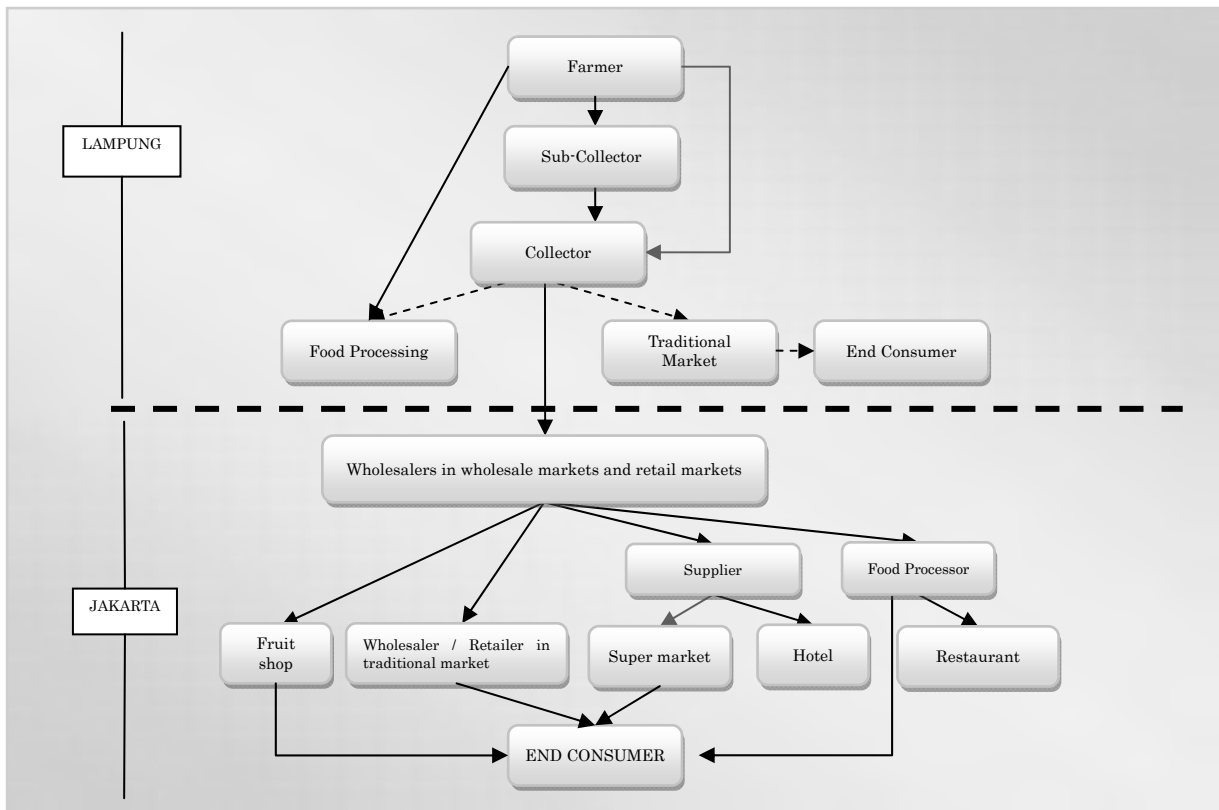 Farmer
LAMPUNG
Sub-Collector
Collector
Food Processing
Traditional
Market
End Consumer
Wholesalers in wholesale markets and retail markets
Supplier
Food Processor
JAKARTA
Fruit
shop
Wholesaler / Retailer in
traditional market
Super market
Hotel
Restaurant
END CONSUMER